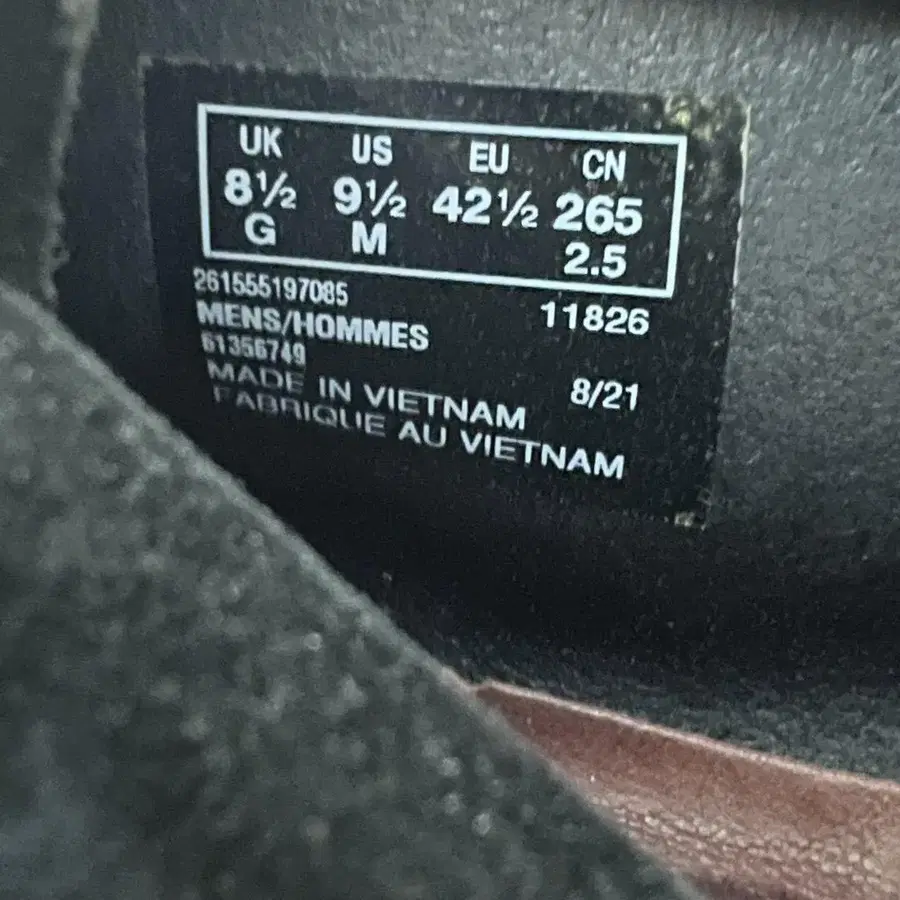 UK US EU CN
8½ 9½ 42½ 265
G M 2.5
261555197085
11826
MENS/HOMMES
61356749
8/21
MADE IN VIETNAM
FABRIQUE AU VIETNAM